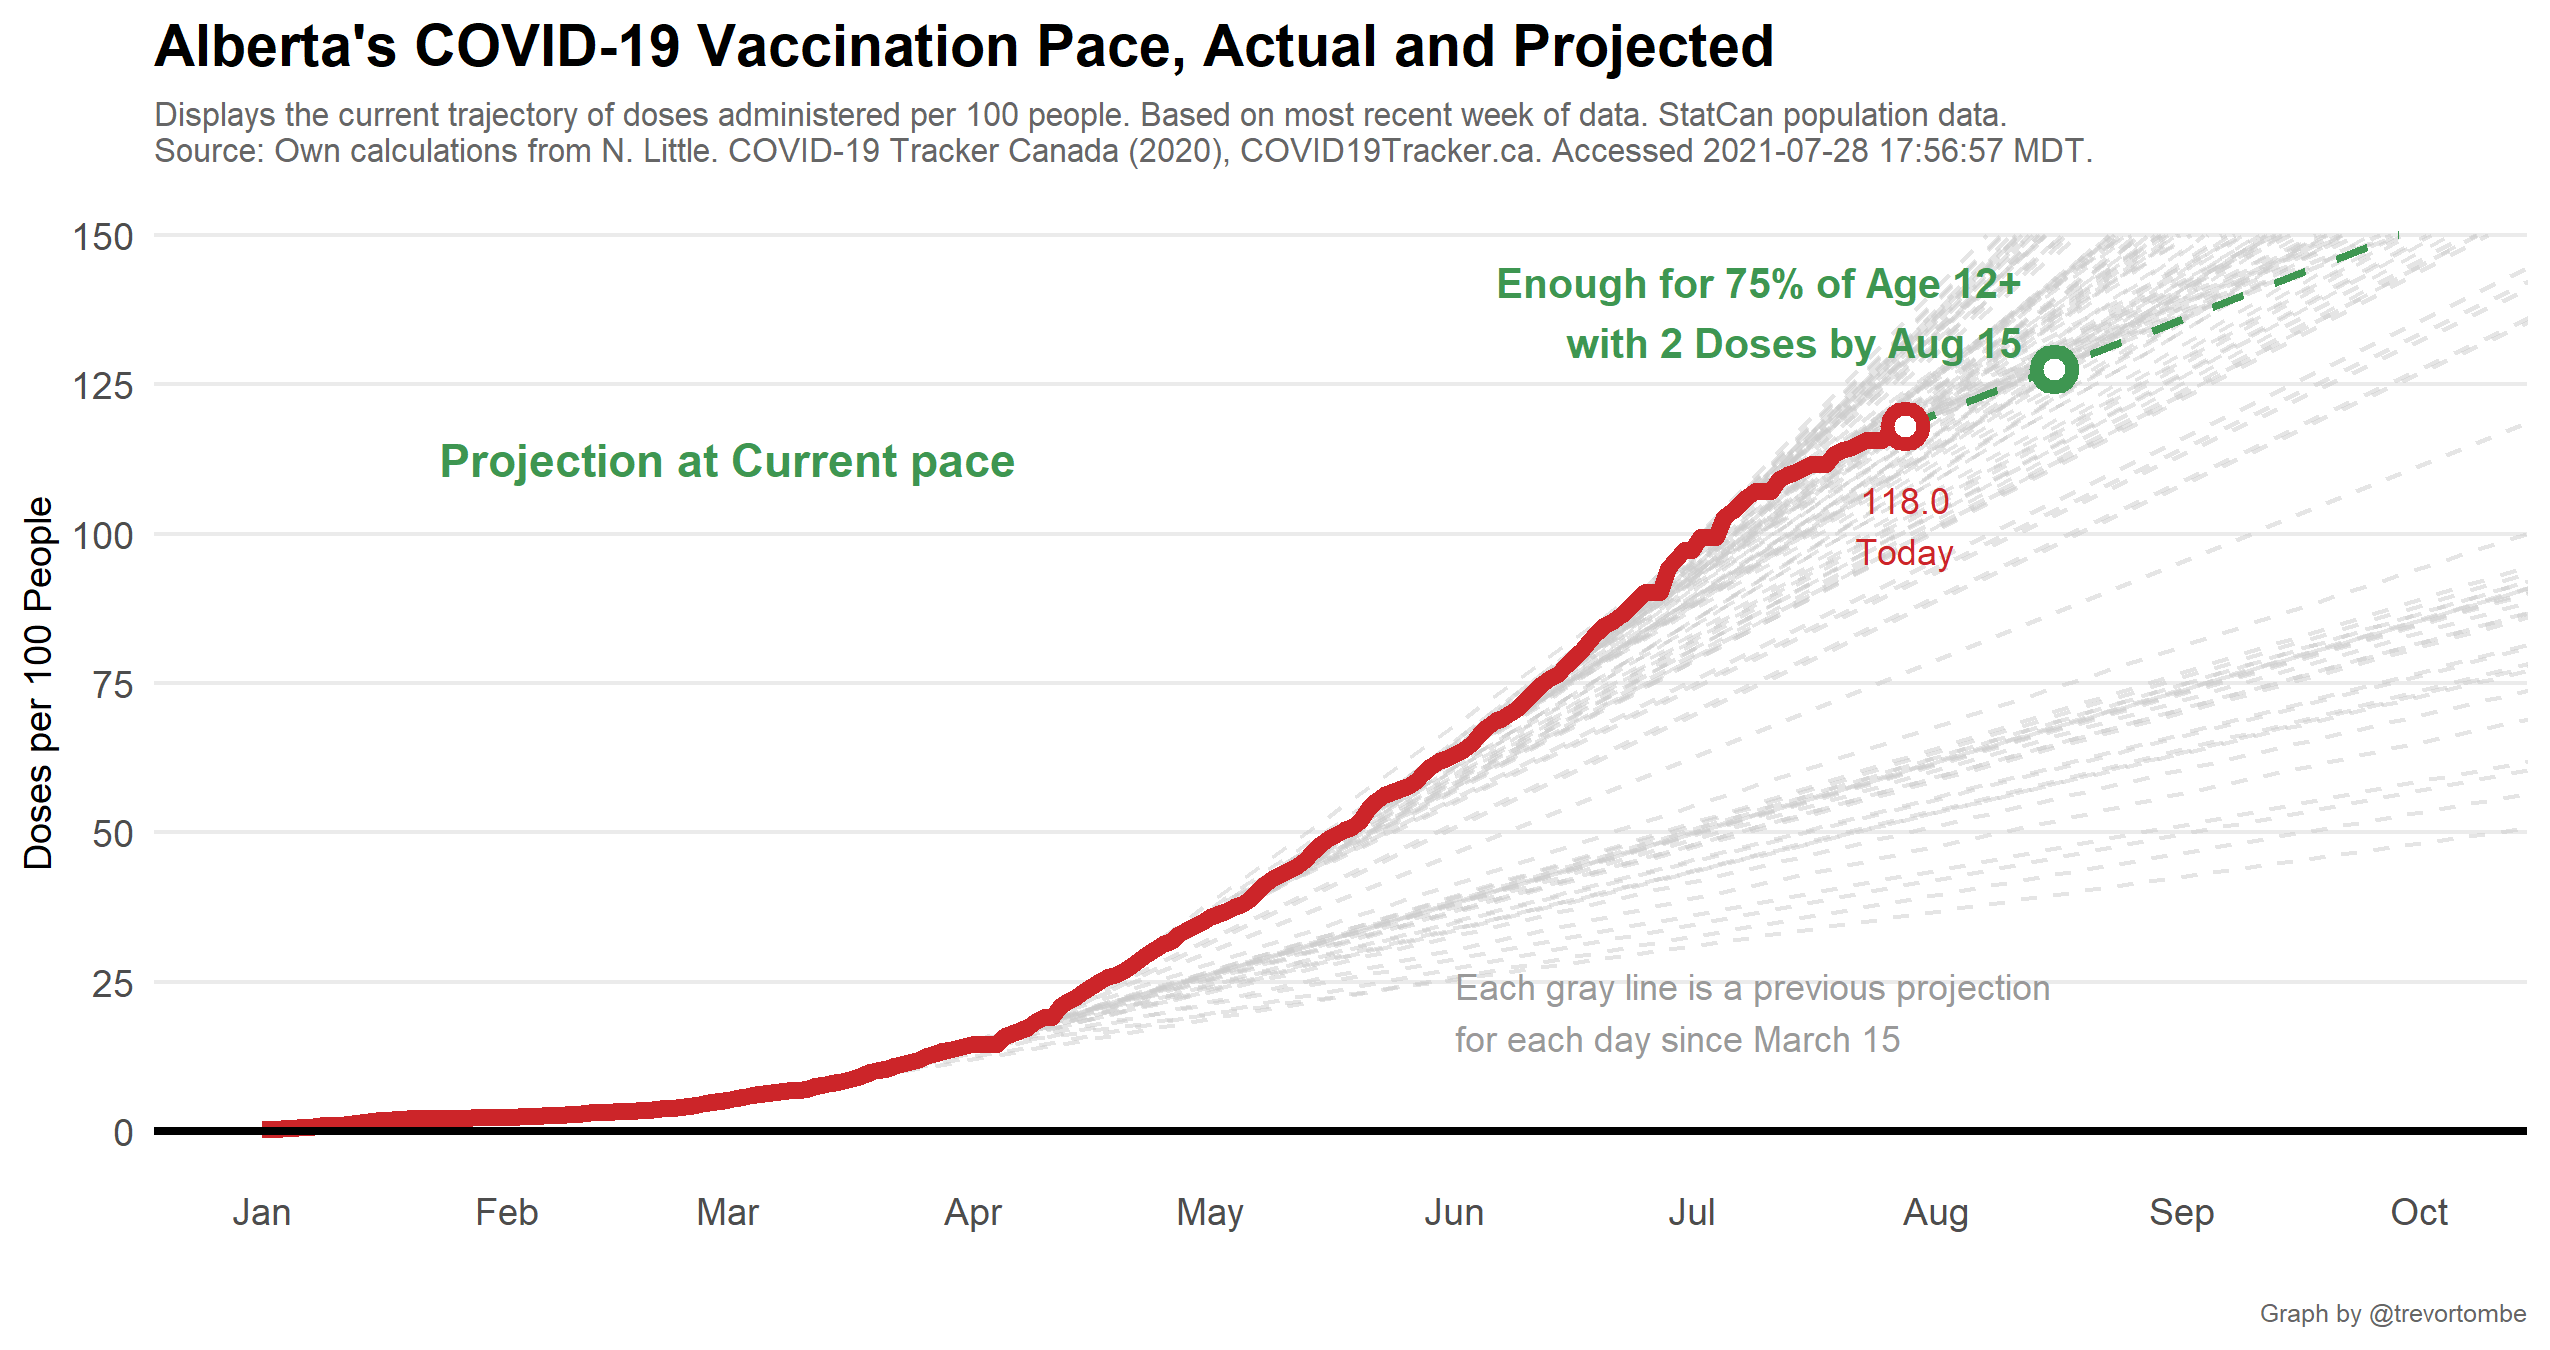 Alberta's COVID-19 Vaccination Pace, Actual and Projected
Displays the current trajectory of doses administered per 100 people. Based on most recent week of data. StatCan population data.
Source: Own calculations from N. Little. COVID-19 Tracker Canada (2020), COVID19Tracker.ca. Accessed 2021-07-28 17:56:57 MDT.
Doses per 100 People
150
125
100
75
50
25
0
Enough for 75% of Age 12+
with 2 Doses by Aug 15
Projection at Current pace
118.0
Today
Each gray line is a previous projection
for each day since March 15
Jan Feb Mar Apr May Jun Jul Aug Sep Oct
Graph by @trevortombe